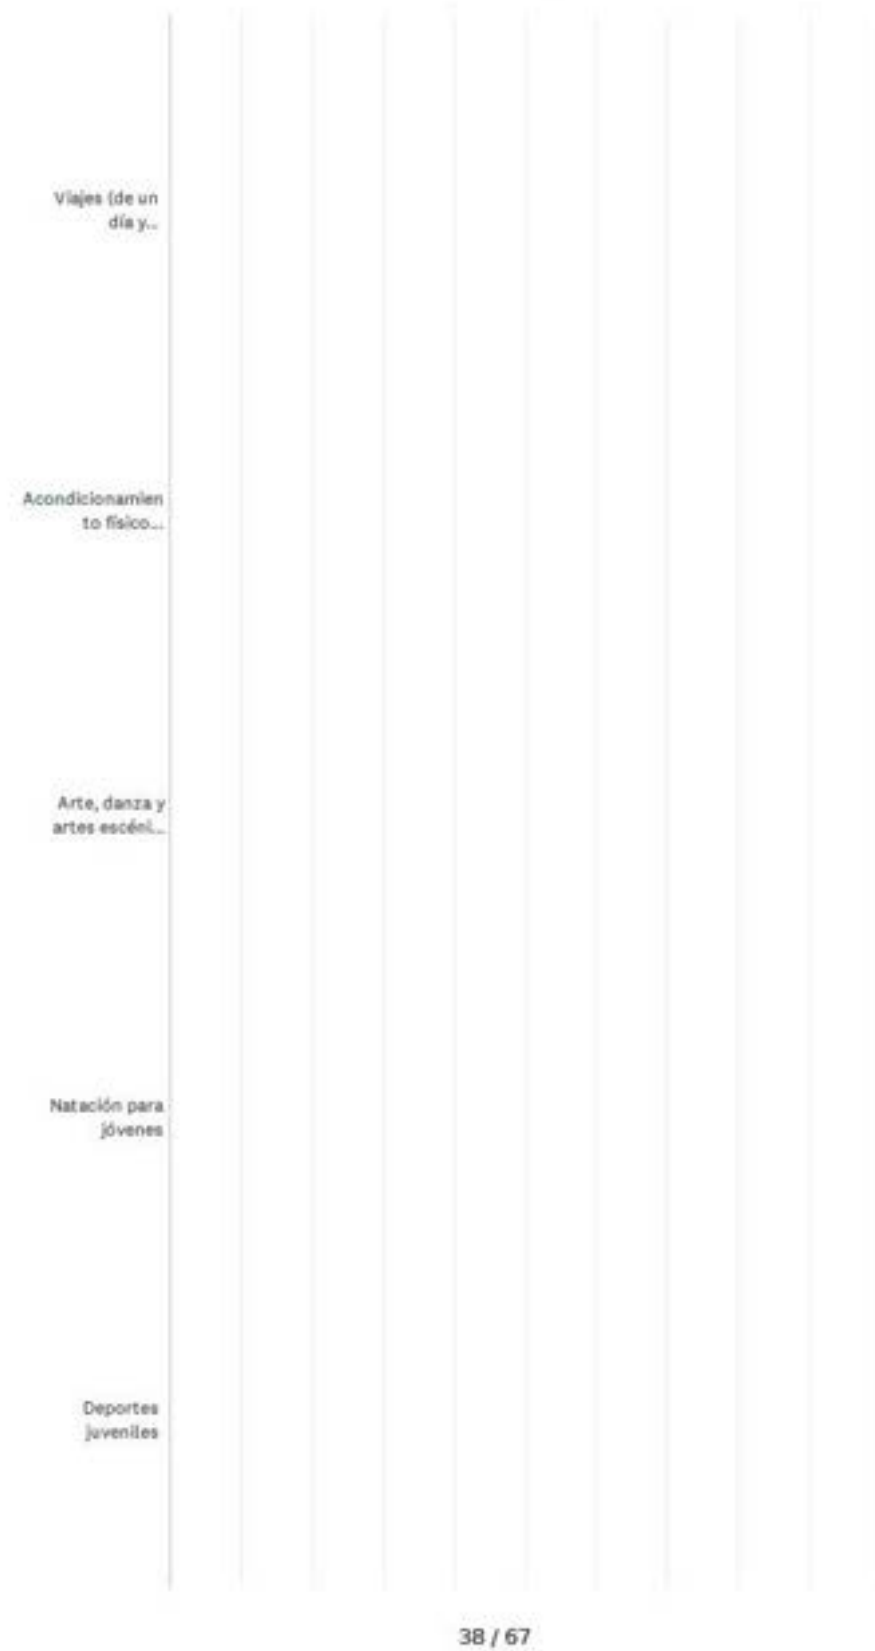 Viajes (de un
día y...
Acondicionamien
to físico...
Arte, danza y
artes escéni...
Natación para
jóvenes
Deportes
juveniles
38 / 67